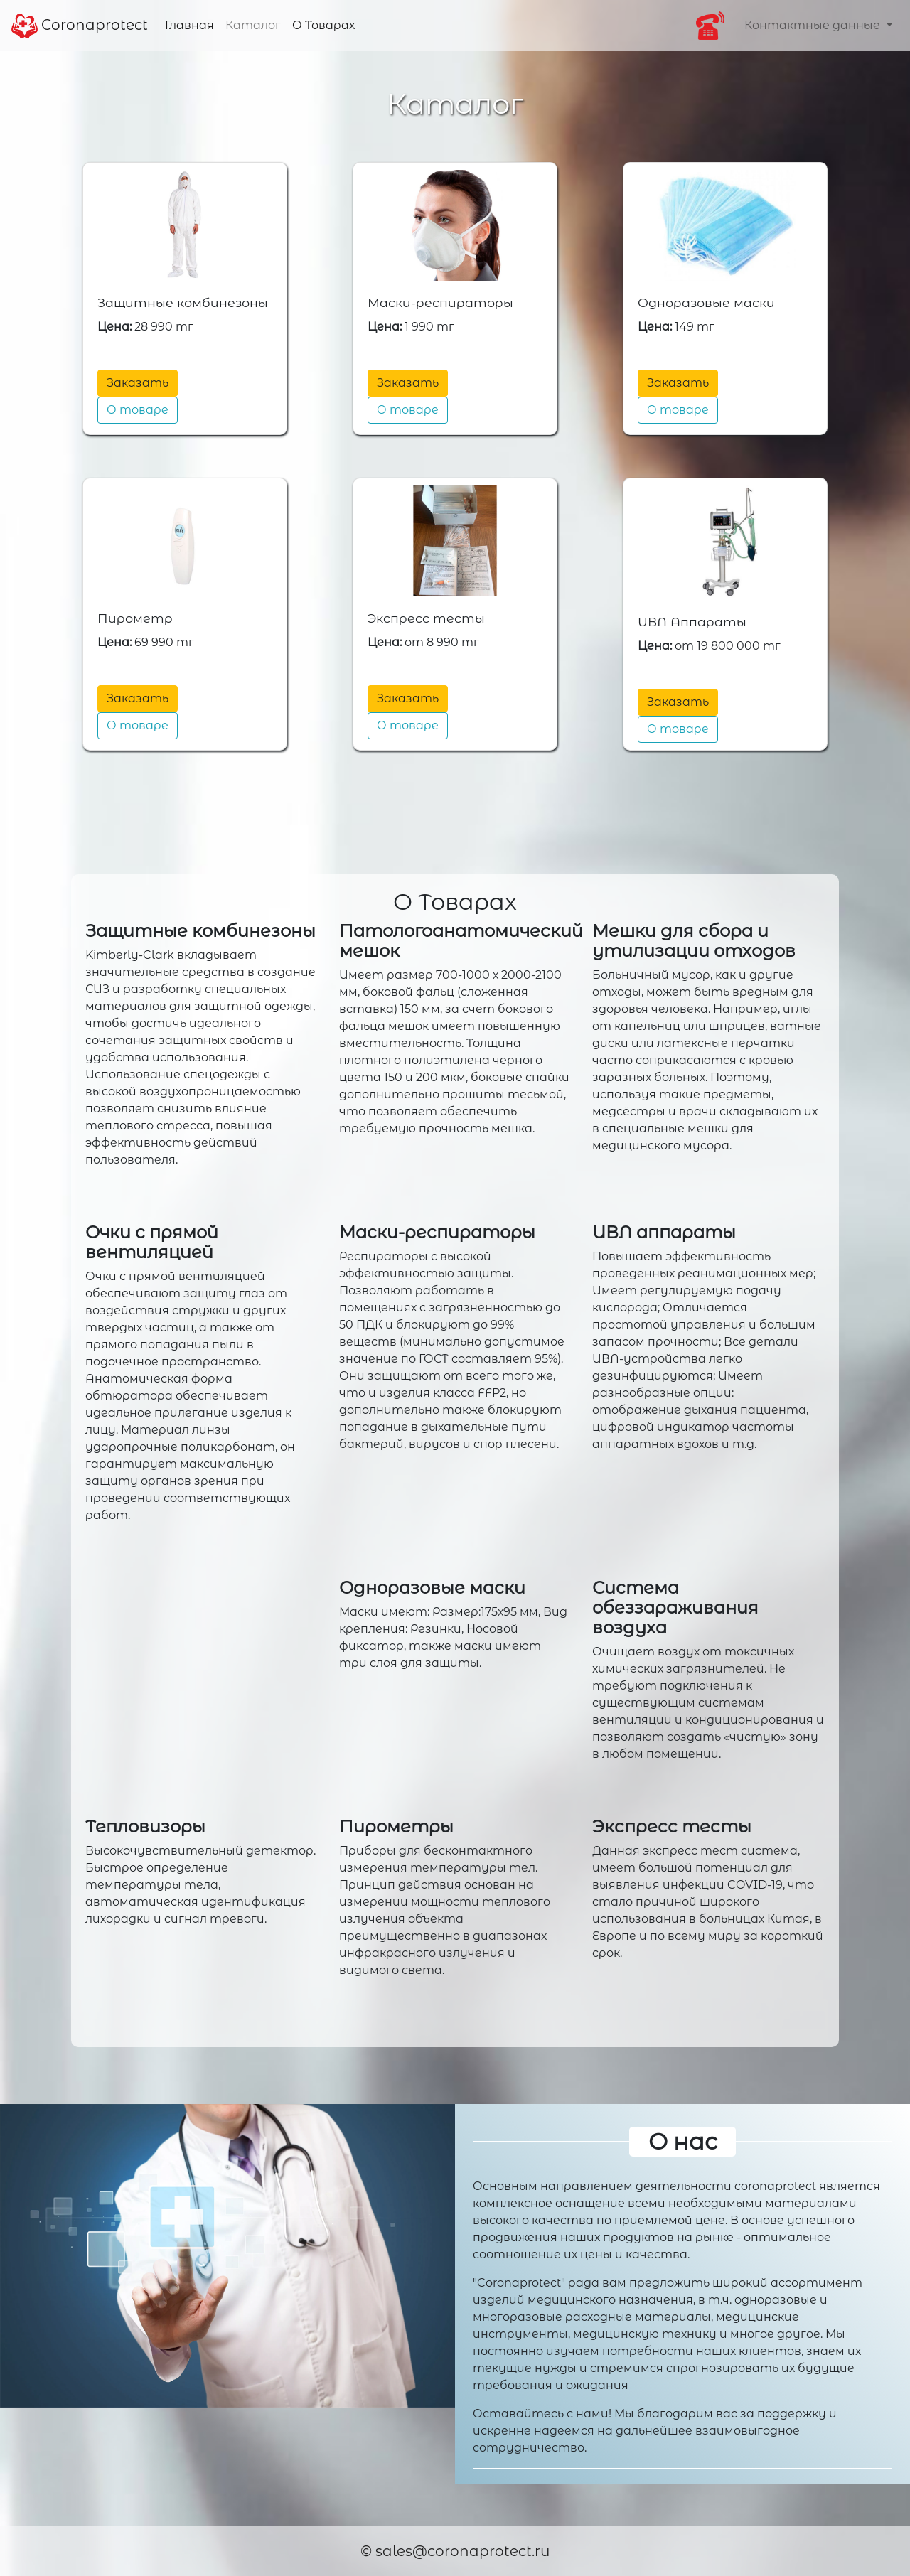 Coronaprotect Главная Каталог О Товарах Контактные данные
Каталог
Защитные комбинезоны
Цена: 28 990 тг
Заказать
О товаре
Маски-респираторы
Цена: 1 990 тг
Заказать
О товаре
Одноразовые маски
Цена: 149 тг
Заказать
О товаре
Пирометр
Цена: 69 990 тг
Заказать
О товаре
Экспресс тесты
Цена: от 8 990 тг
Заказать
О товаре
ИВЛ Аппараты
Цена: от 19 800 000 тг
Заказать
О товаре
О Товарах
Защитные комбинезоны
Kimberly-Clark вкладывает
значительные средства в создание
СИЗ и разработку специальных
материалов для защитной одежды,
чтобы достичь идеального
сочетания защитных свойств и
удобства использования.
Использование спецодежды с
высокой воздухопроницаемостью
позволяет снизить влияние
теплового стресса, повышая
эффективность действий
пользователя.
Патологоанатомический
мешок
Имеет размер 700-1000 х 2000-2100
мм, боковой фальц (сложенная
вставка) 150 мм, за счет бокового
фальца мешок имеет повышенную
вместительность. Толщина
плотного полиэтилена черного
цвета 150 и 200 мкм, боковые спайки
дополнительно прошиты тесьмой,
что позволяет обеспечить
требуемую прочность мешка.
Мешки для сбора и
утилизации отходов
Больничный мусор, как и другие
отходы, может быть вредным для
здоровья человека. Например, иглы
от капельниц или шприцев, ватные
диски или латексные перчатки
часто соприкасаются с кровью
заразных больных. Поэтому,
используя такие предметы,
медсёстры и врачи складывают их
в специальные мешки для
медицинского мусора.
Очки с прямой
вентиляцией
Очки с прямой вентиляцией
обеспечивают защиту глаз от
воздействия стружки и других
твердых частиц, а также от
прямого попадания пыли в
подочечное пространство.
Анатомическая форма
обтюратора обеспечивает
идеальное прилегание изделия к
лицу. Материал линзы
ударопрочные поликарбонат, он
гарантирует максимальную
защиту органов зрения при
проведении соответствующих
работ.
Маски-респираторы
Респираторы с высокой
эффективностью защиты.
Позволяют работать в
помещениях с загрязненностью до
50 ПДК и блокируют до 99%
веществ (минимально допустимое
значение по ГОСТ составляет 95%).
Они защищают от всего того же,
что и изделия класса FFP2, но
дополнительно также блокируют
попадание в дыхательные пути
бактерий, вирусов и спор плесени.
ИВЛ аппараты
Повышает эффективность
проведенных реанимационных мер;
Имеет регулируемую подачу
кислорода; Отличается
простотой управления и большим
запасом прочности; Все детали
ИВЛ-устройства легко
дезинфицируются; Имеет
разнообразные опции:
отображение дыхания пациента,
цифровой индикатор частоты
аппаратных вдохов и т.д.
Одноразовые маски
Маски имеют: Размер:175х95 мм, Вид
крепления: Резинки, Носовой
фиксатор, также маски имеют
три слоя для защиты.
Система
обеззараживания
воздуха
Очищает воздух от токсичных
химических загрязнителей. Не
требуют подключения к
существующим системам
вентиляции и кондиционирования и
позволяют создать «чистую» зону
в любом помещении.
Тепловизоры
Высокочувствительный детектор.
Быстрое определение
температуры тела,
автоматическая идентификация
лихорадки и сигнал тревоги.
Пирометры
Приборы для бесконтактного
измерения температуры тел.
Принцип действия основан на
измерении мощности теплового
излучения объекта
преимущественно в диапазонах
инфракрасного излучения и
видимого света.
Экспресс тесты
Данная экспресс тест система,
имеет большой потенциал для
выявления инфекции COVID-19, что
стало причиной широкого
использования в больницах Китая, в
Европе и по всему миру за короткий
срок.
О нас
Основным направлением деятельности coronaprotect является
комплексное оснащение всеми необходимыми материалами
высокого качества по приемлемой цене. В основе успешного
продвижения наших продуктов на рынке - оптимальное
соотношение их цены и качества.
"Coronaprotect" рада вам предложить широкий ассортимент
изделий медицинского назначения, в т.ч. одноразовые и
многоразовые расходные материалы, медицинские
инструменты, медицинскую технику и многое другое. Мы
постоянно изучаем потребности наших клиентов, знаем их
текущие нужды и стремимся спрогнозировать их будущие
требования и ожидания
Оставайтесь с нами! Мы благодарим вас за поддержку и
искренне надеемся на дальнейшее взаимовыгодное
сотрудничество.
© sales@coronaprotect.ru